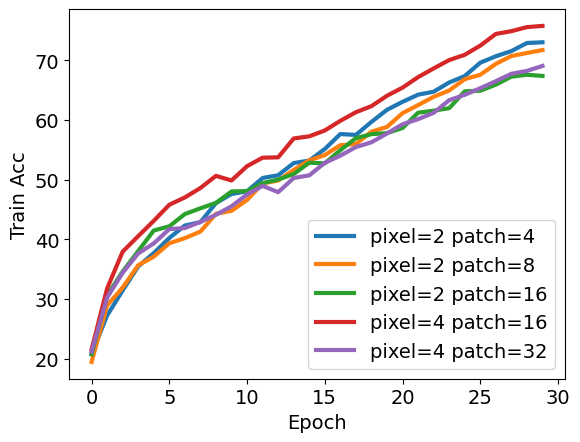 Train Acc
70
60
50
40
30
20
0 5 10 15 20 25 30
Epoch
pixel=2 patch=4
pixel=2 patch=8
pixel=2 patch=16
pixel=4 patch=16
pixel=4 patch=32